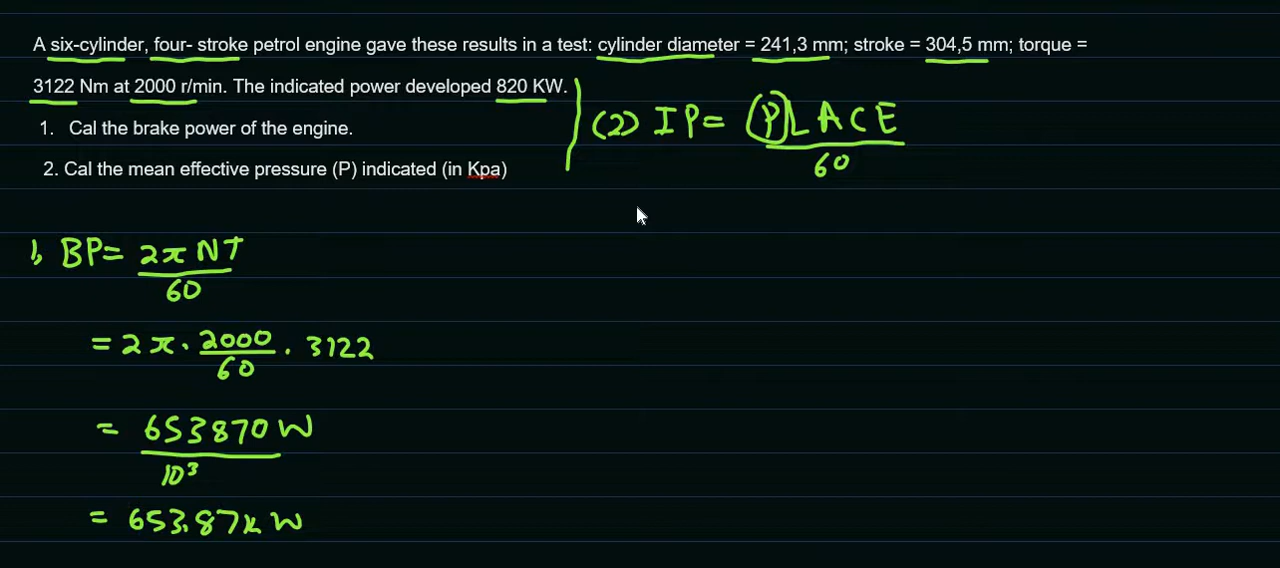 A six-cylinder, four- stroke petrol engine gave these results in a test: cylinder diameter = 241,3 mm; stroke = 304,5 mm; torque =
3122 Nm at 2000 r/min. The indicated power developed 820 KW.
1. Cal the brake power of the engine.
2. Cal the mean effective pressure (P) indicated (in Kpa)
(2) IP= (P)LACE
60
1, BP= 2π NT
60
= 2π. 2000 . 3122
60
= 653870 W
10³
= 653.87kW